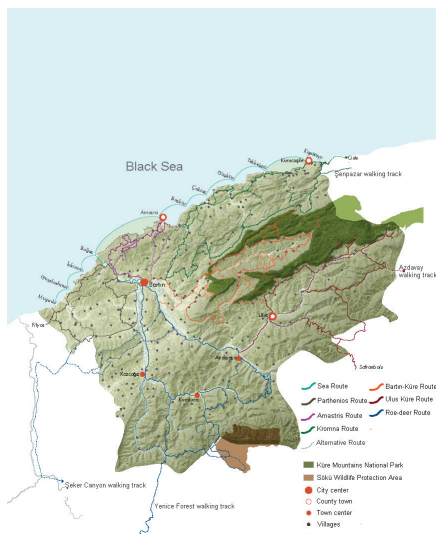 Black Sea
Kurucaşile
Cide
Şenpazar walking track
Amasra
Bartın
Azdavay
walking track
Ulus
Safranbolu
Filyos
Kozcağız
Şeker Canyon walking track
Yenice Forest walking track
Sea Route
Parthenios Route
Amastris Route
Kromna Route
Alternative Route
Bartın-Küre Route
Ulus Küre Route
Roe-deer Route
Küre Mountains National Park
Sökü Wildlife Protection Area
City center
County town
Town center
Villages